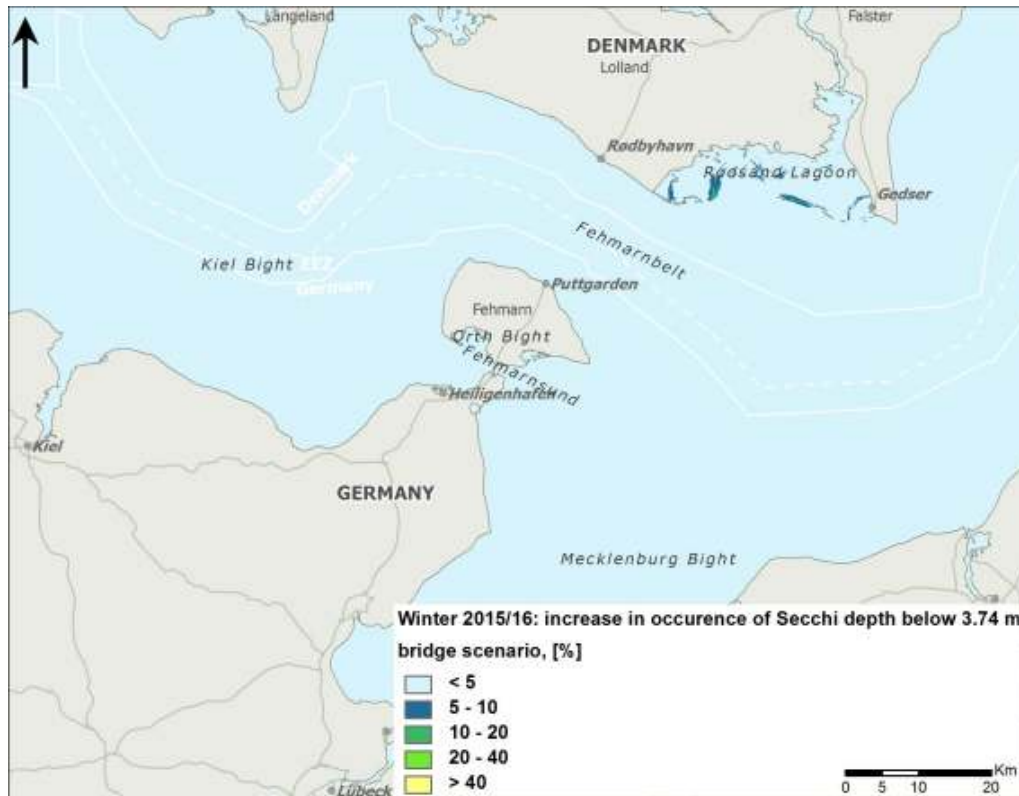 Langeland
Falster
DENMARK
Lolland
Rødbyhavn
Rødsand Lagoon
Gedser
Denmark
Fehmarnbelt
Kiel Bight
EEZ
Germany
Puttgarden
Fehmarn
Orth Bight
Fehmarnsund
Heiligenhafen
Kiel
GERMANY
Mecklenburg Bight
Winter 2015/16: increase in occurence of Secchi depth below 3.74 m
bridge scenario, [%]
< 5
5 - 10
10 - 20
20 - 40
> 40
Km
0 5 10 20
Lübeck